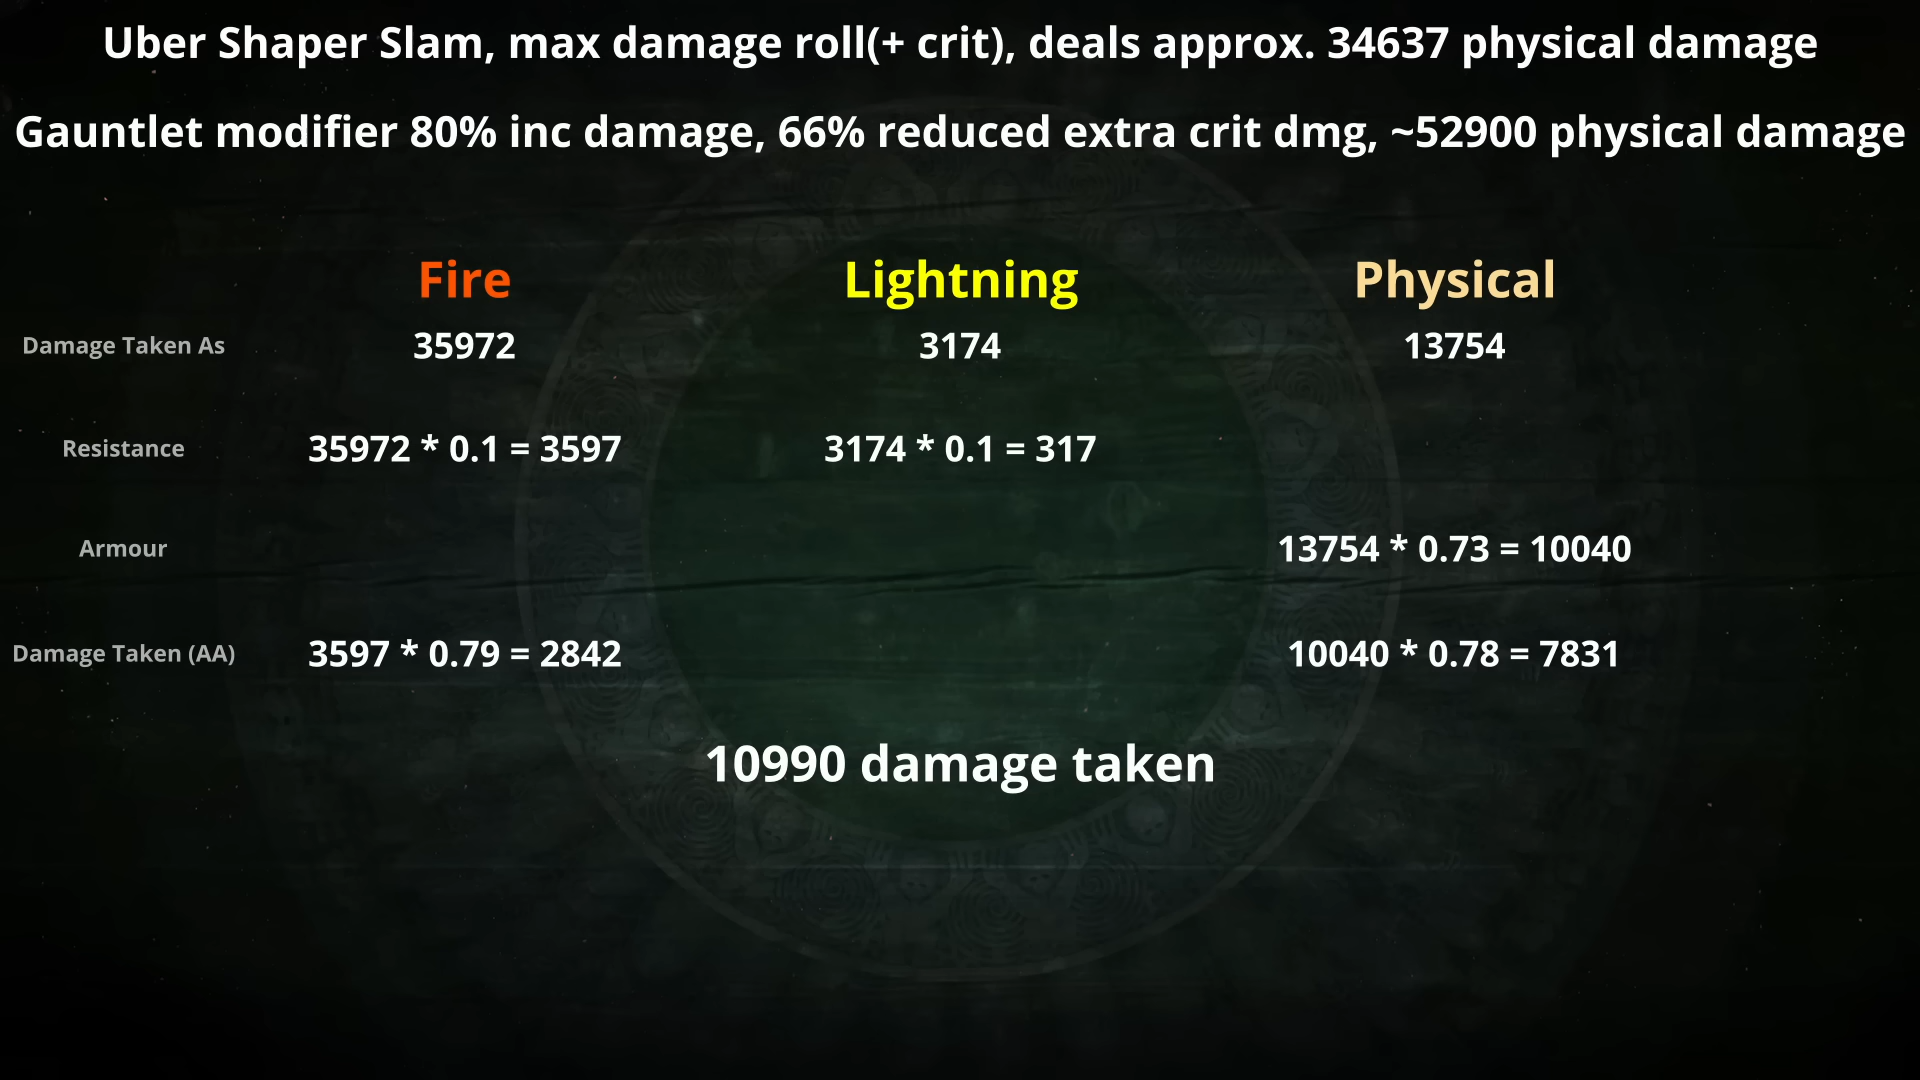 Uber Shaper Slam, max damage roll(+ crit), deals approx. 34637 physical damage
Gauntlet modifier 80% inc damage, 66% reduced extra crit dmg, ~52900 physical damage
Fire Lightning Physical
Damage Taken As 35972 3174 13754
Resistance 35972 * 0.1 = 3597 3174 * 0.1 = 317
Armour 13754 * 0.73 = 10040
Damage Taken (AA) 3597 * 0.79 = 2842 10040 * 0.78 = 7831
10990 damage taken